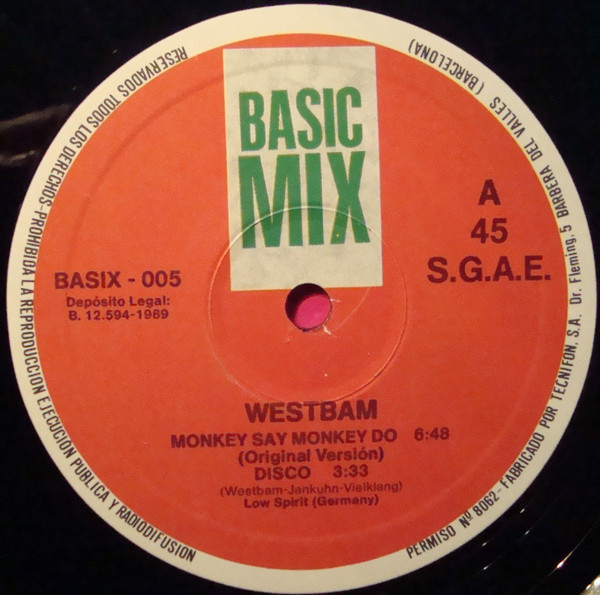 BASIC
MIX
A
45
S.G.A.E.
BASIX - 005
Depósito Legal:
B. 12.594-1989
WESTBAM
MONKEY SAY MONKEY DO 6:48
(Original Versión)
DISCO 3:33
(Westbam-Jankuhn-Vielklang)
Low Spirit (Germany)
RESERVADOS TODOS LOS DERECHOS-PROHIBIDA LA REPRODUCCION EJECUCION PUBLICA Y RADIODIFUSION
PERMISO Nº 8062-FABRICADO POR TECNIFON, S.A. Dr. Fleming, 5 BARBERA DEL VALLES (BARCELONA)